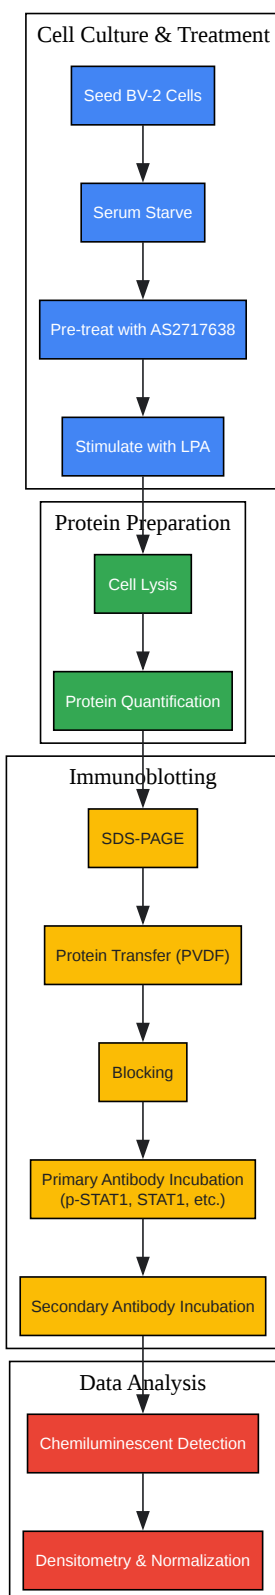 Cell Culture & Treatment
Seed BV-2 Cells
Serum Starve
Pre-treat with AS2717638
Stimulate with LPA
Protein Preparation
Cell Lysis
Protein Quantification
Immunoblotting
SDS-PAGE
Protein Transfer (PVDF)
Blocking
Primary Antibody Incubation
(p-STAT1, STAT1, etc.)
Secondary Antibody Incubation
Data Analysis
Chemiluminescent Detection
Densitometry & Normalization